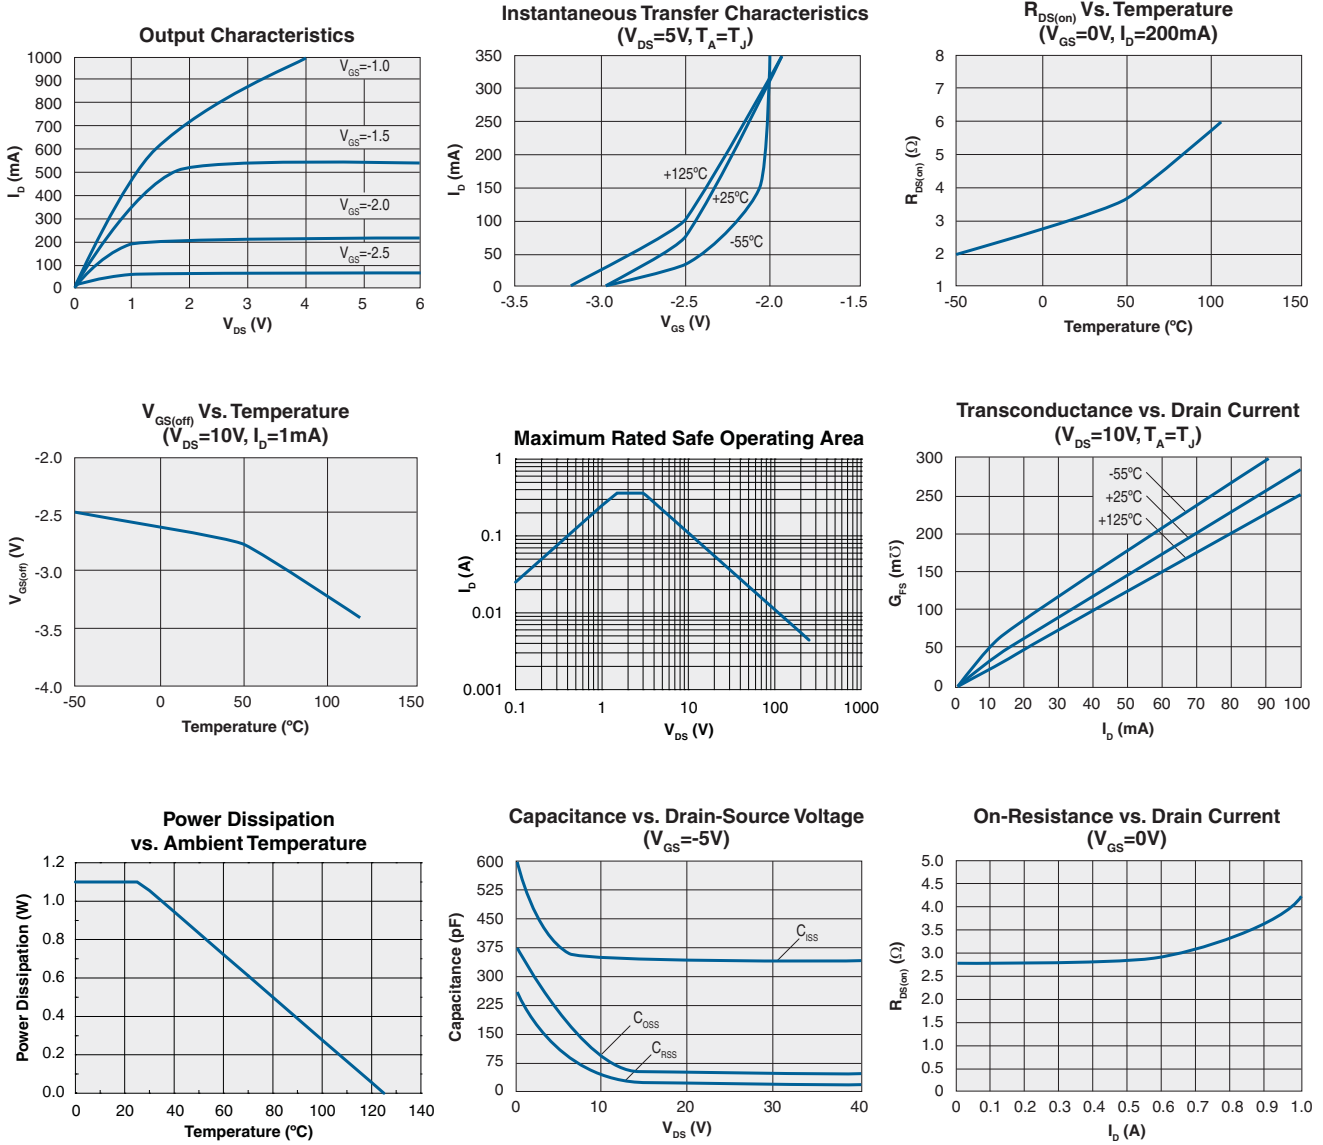 Output Characteristics
1000
900
800
700
600
500
400
300
200
100
0
I_D (mA)
V_GS=-1.0
V_GS=-1.5
V_GS=-2.0
V_GS=-2.5
0 1 2 3 4 5 6
V_DS (V)
Instantaneous Transfer Characteristics
(V_DS=5V, T_A=T_J)
350
300
250
200
150
100
50
0
I_D (mA)
+125ºC
+25ºC
-55ºC
-3.5 -3.0 -2.5 -2.0 -1.5
V_GS (V)
R_DS(on) Vs. Temperature
(V_GS=0V, I_D=200mA)
8
7
6
5
4
3
2
1
R_DS(on) (Ω)
-50 0 50 100 150
Temperature (ºC)
V_GS(off) Vs. Temperature
(V_DS=10V, I_D=1mA)
-2.0
-2.5
-3.0
-3.5
-4.0
V_GS(off) (V)
-50 0 50 100 150
Temperature (ºC)
Maximum Rated Safe Operating Area
1
0.1
0.01
0.001
I_D (A)
0.1 1 10 100 1000
V_DS (V)
Transconductance vs. Drain Current
(V_DS=10V, T_A=T_J)
300
250
200
150
100
50
0
G_FS (m℧)
-55ºC
+25ºC
+125ºC
0 10 20 30 40 50 60 70 80 90 100
I_D (mA)
Power Dissipation
vs. Ambient Temperature
1.2
1.0
0.8
0.6
0.4
0.2
0.0
Power Dissipation (W)
0 20 40 60 80 100 120 140
Temperature (ºC)
Capacitance vs. Drain-Source Voltage
(V_GS=-5V)
600
525
450
375
300
225
150
75
0
Capacitance (pF)
C_ISS
C_OSS
C_RSS
0 10 20 30 40
V_DS (V)
On-Resistance vs. Drain Current
(V_GS=0V)
5.0
4.5
4.0
3.5
3.0
2.5
2.0
1.5
1.0
0.5
0
R_DS(on) (Ω)
0 0.1 0.2 0.3 0.4 0.5 0.6 0.7 0.8 0.9 1.0
I_D (A)